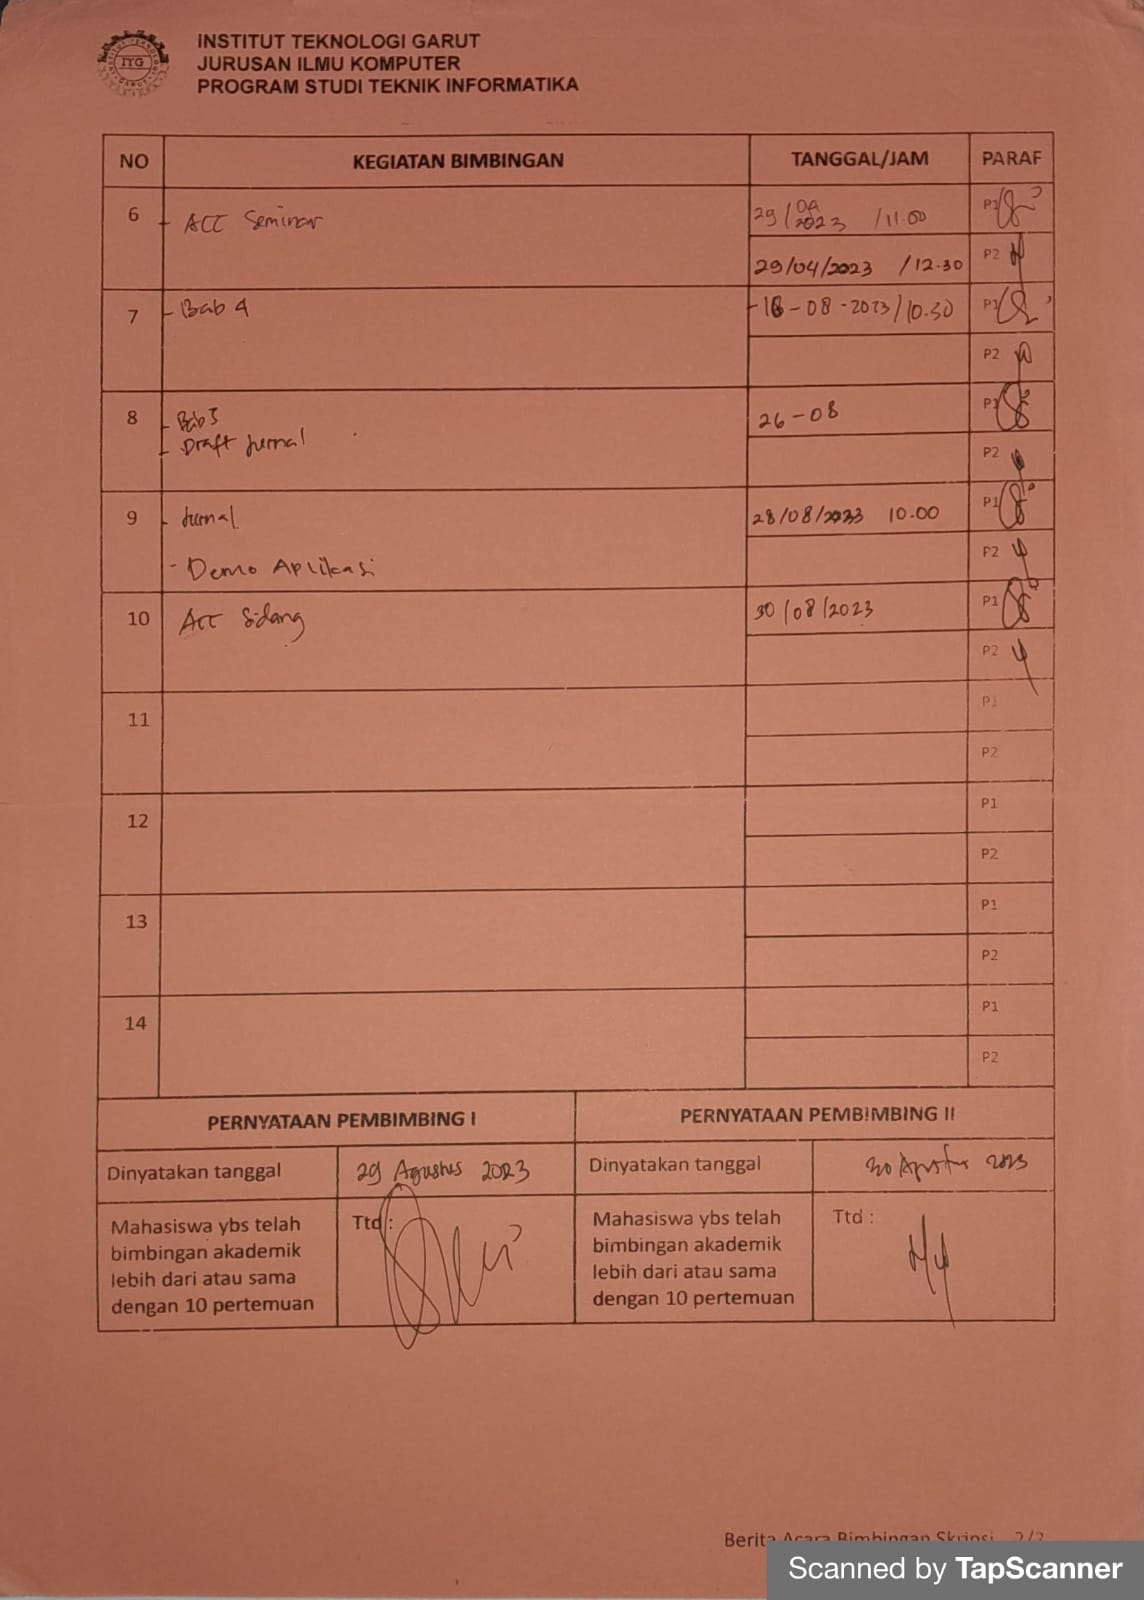 INSTITUT TEKNOLOGI GARUT
JURUSAN ILMU KOMPUTER
PROGRAM STUDI TEKNIK INFORMATIKA
ITG
NO KEGIATAN BIMBINGAN TANGGAL/JAM PARAF
6 - ACC Seminar 29/04/2023 /11.00 P1
29/04/2023 /12.30 P2
7 - Bab 4 -16-08-2023/10.30 P1
P2
8 - Bab 5 26-08 P1
- Draft Jurnal
P2
9 - Jurnal 28/08/2023 10.00 P1
- Demo Aplikasi P2
10 ACC Sidang 30/08/2023 P1
P2
11 P1
P2
12 P1
P2
13 P1
P2
14 P1
P2
PERNYATAAN PEMBIMBING I PERNYATAAN PEMBIMBING II
Dinyatakan tanggal 29 Agustus 2023 Dinyatakan tanggal 30 Agustus 2023
Mahasiswa ybs telah Ttd : Mahasiswa ybs telah Ttd :
bimbingan akademik bimbingan akademik
lebih dari atau sama lebih dari atau sama
dengan 10 pertemuan dengan 10 pertemuan
Berita Acara Bimbingan Skripsi 2/2
Scanned by TapScanner